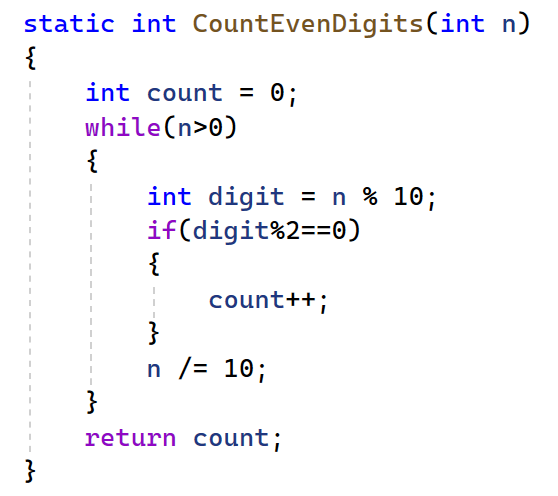 static int CountEvenDigits(int n)
{
    int count = 0;
    while(n>0)
    {
        int digit = n % 10;
        if(digit%2==0)
        {
            count++;
        }
        n /= 10;
    }
    return count;
}